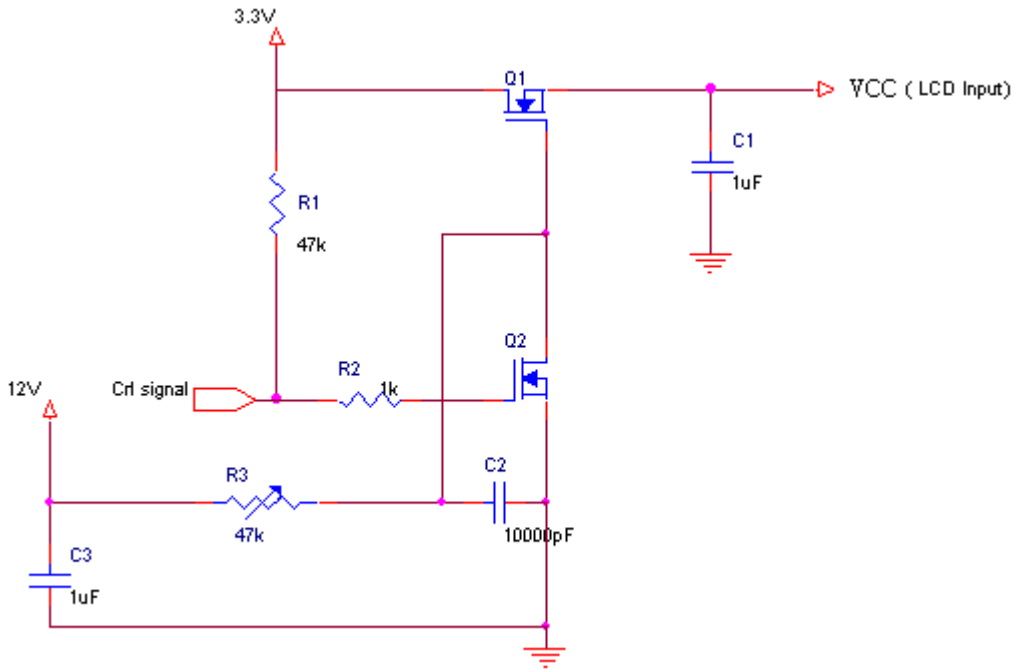 3.3V
Q1
VCC ( LCD Input)
C1
1uF
R1
47k
Q2
R2
1k
Crl signal
12V
R3
47k
C2
10000pF
C3
1uF